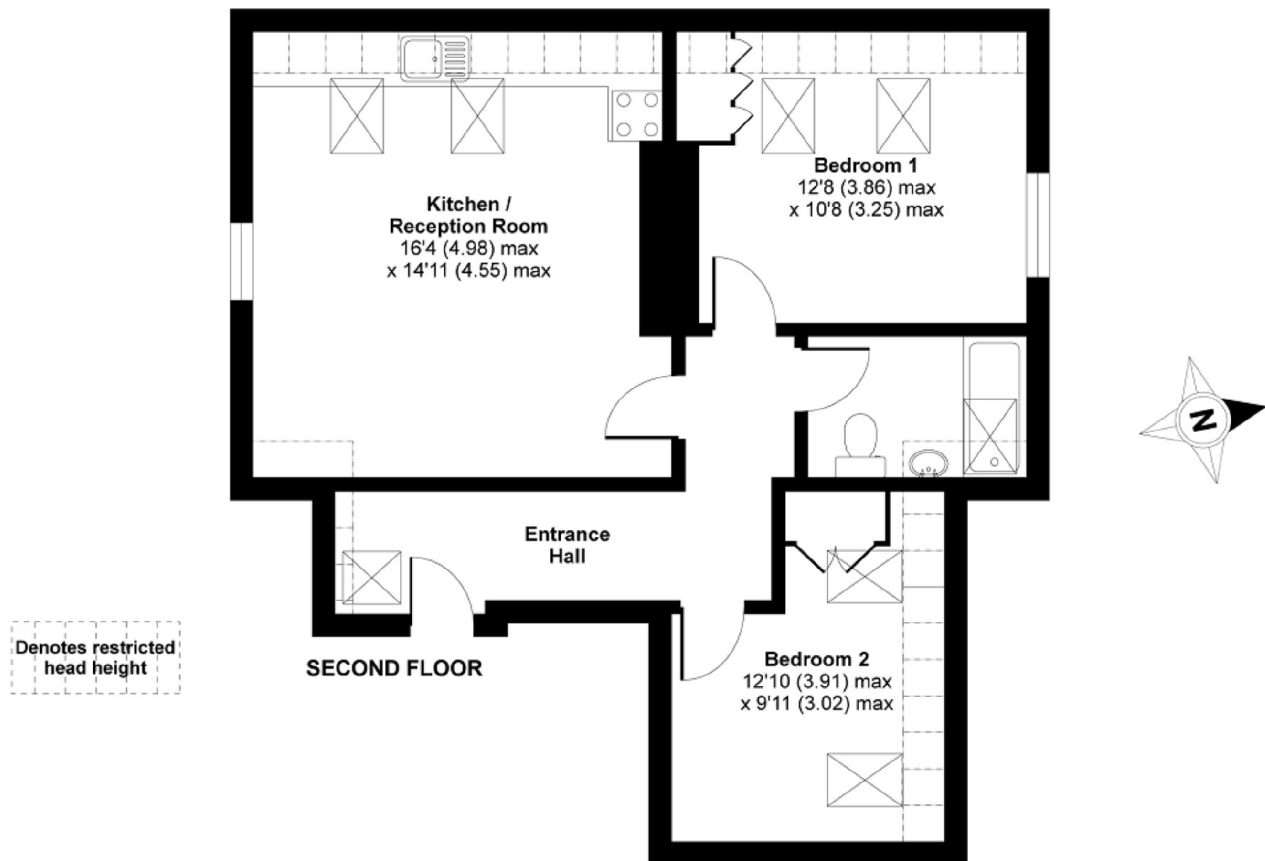 Kitchen /
Reception Room
16'4 (4.98) max
x 14'11 (4.55) max
Bedroom 1
12'8 (3.86) max
x 10'8 (3.25) max
N
Entrance
Hall
Denotes restricted
head height
SECOND FLOOR
Bedroom 2
12'10 (3.91) max
x 9'11 (3.02) max